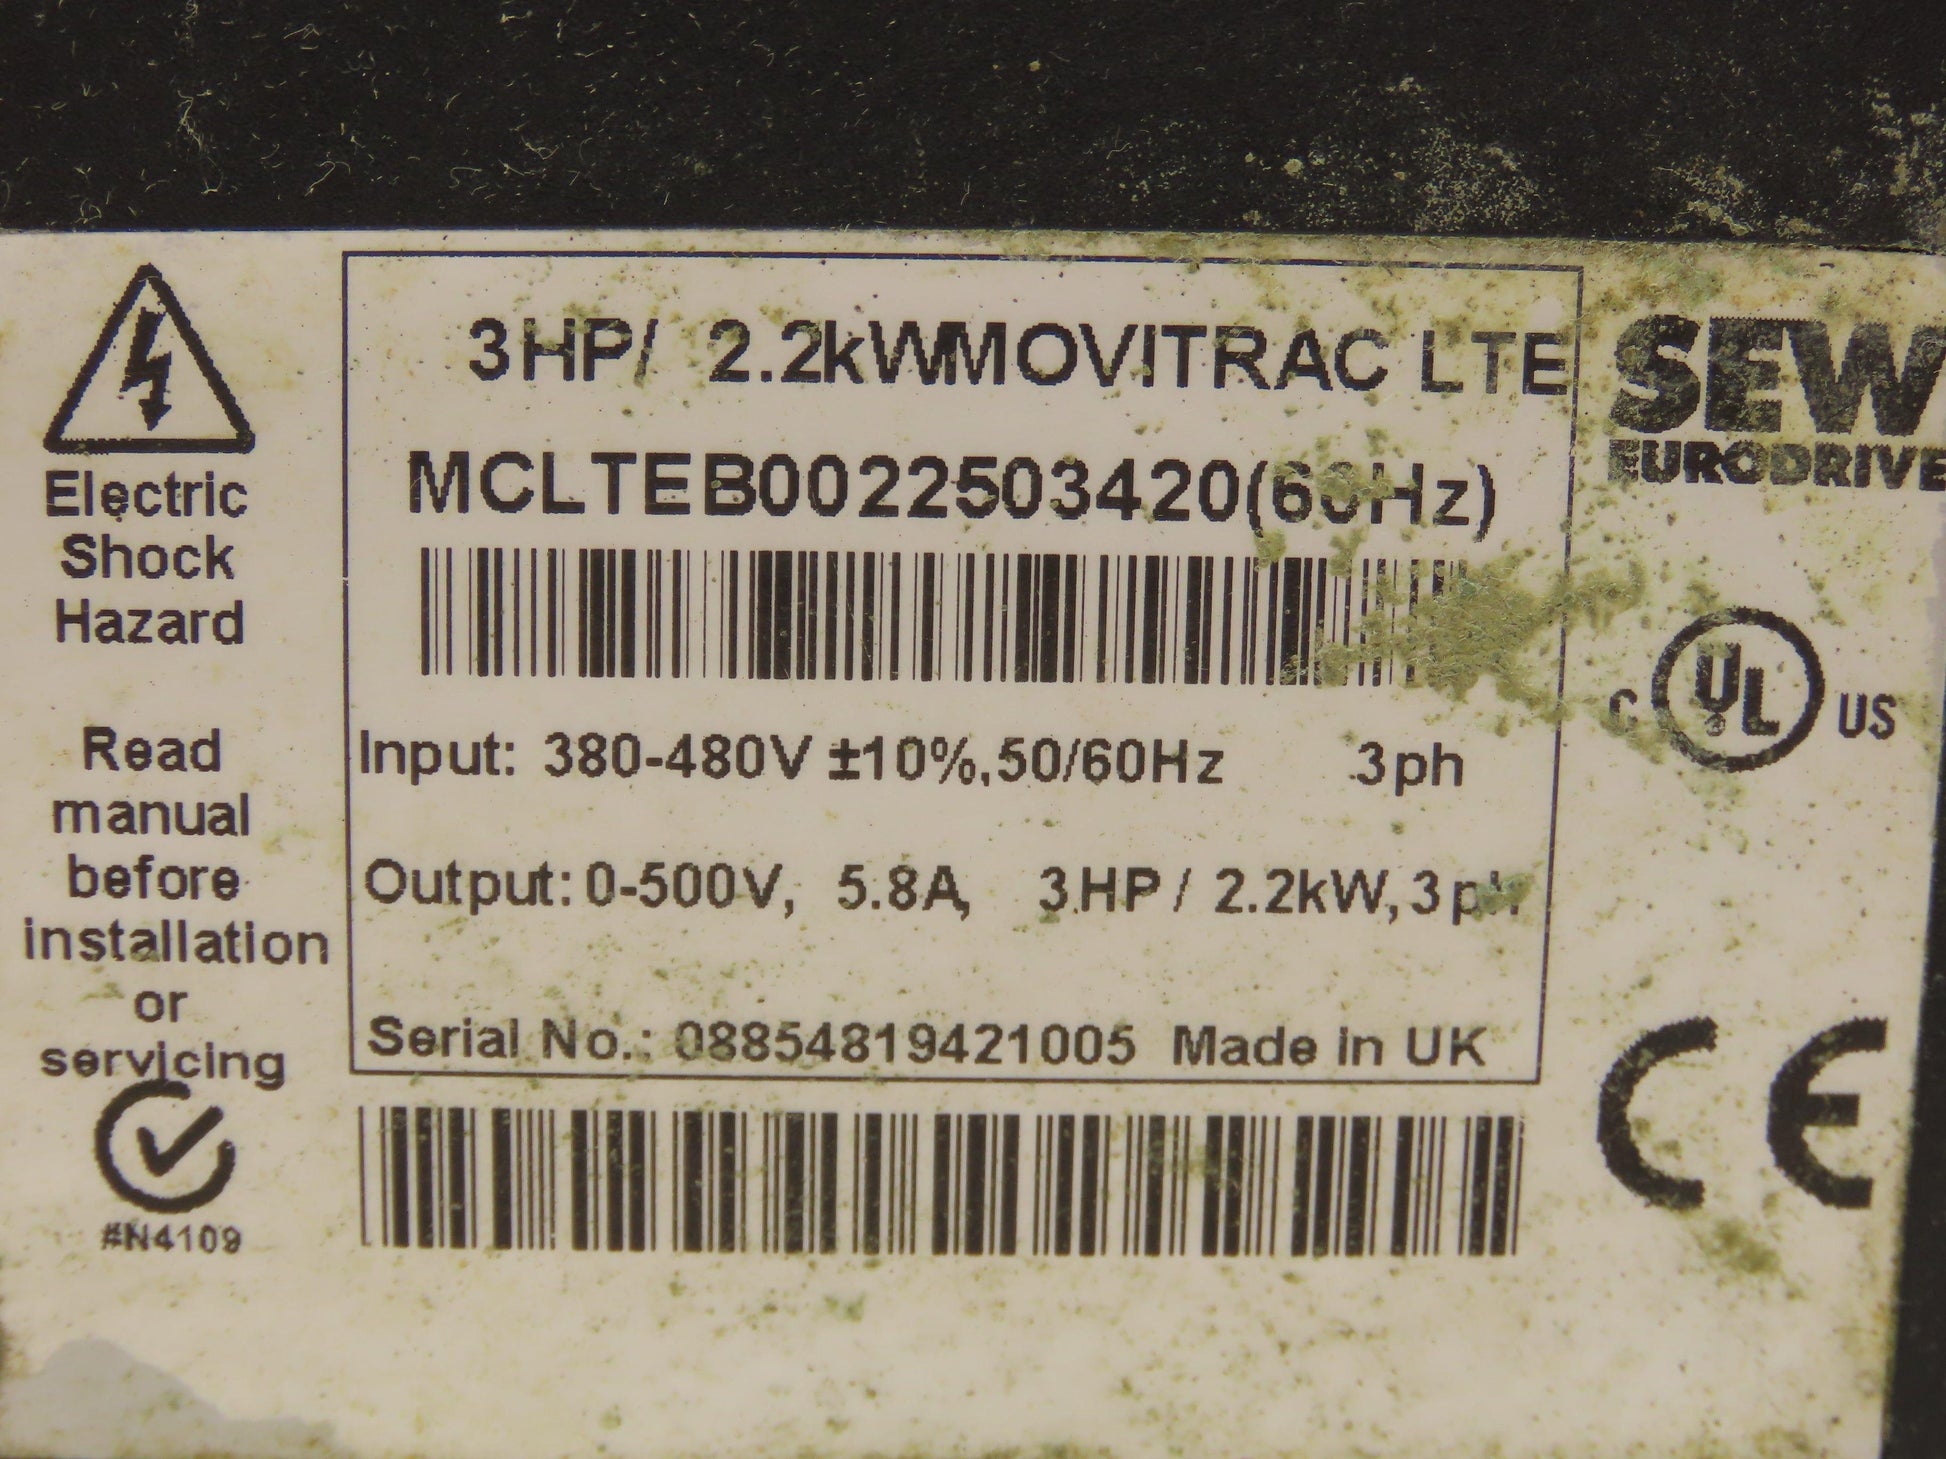 3HP/ 2.2kWMOVITRAC LTE
MCLTEB0022503420(60Hz)
Input: 380-480V ±10%,50/60Hz 3ph
Output: 0-500V, 5.8A, 3HP/ 2.2kW,3ph
Serial No.: 08854819421005 Made in UK
Electric
Shock
Hazard
Read
manual
before
installation
or
servicing
#N4109
SEW
EURODRIVE
C UL US
CE